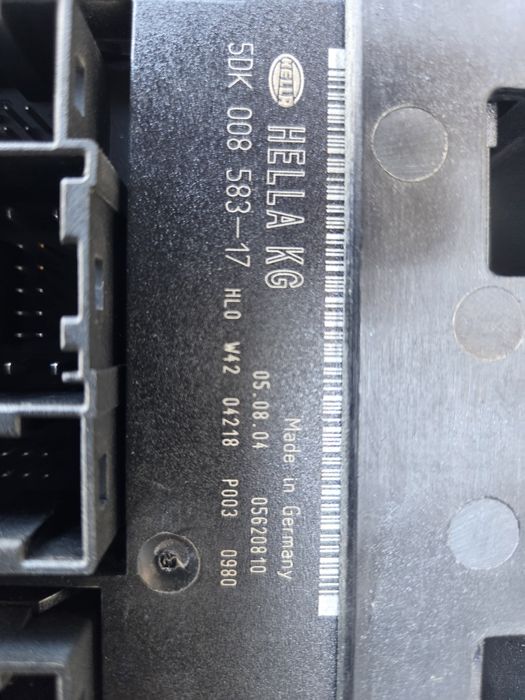 HELLA
HELLA KG
Made in Germany
5DK 008 583-17
05.08.04 05620810
HLO W42 04218 P003 0980